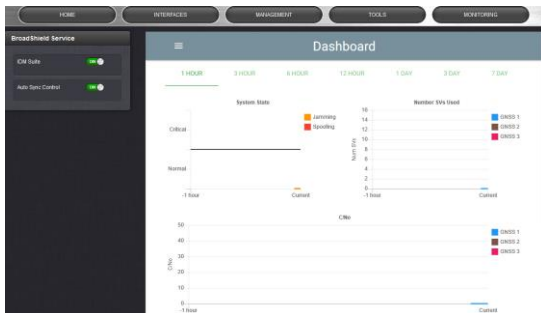 HOME INTERFACES MANAGEMENT TOOLS MONITORING
BroadShield Service
ICM Suite ON
Auto Sync Control ON
Dashboard
1 HOUR 3 HOUR 6 HOUR 12 HOUR 1 DAY 3 DAY 7 DAY
System State
Critical
Normal
-1 hour Current
Jamming
Spoofing
Number SVs Used
Num SVs
16
14
12
10
8
6
4
2
0
-1 hour Current
GNSS 1
GNSS 2
GNSS 3
C/No
C/No
50
40
30
20
10
0
-1 hour Current
GNSS 1
GNSS 2
GNSS 3